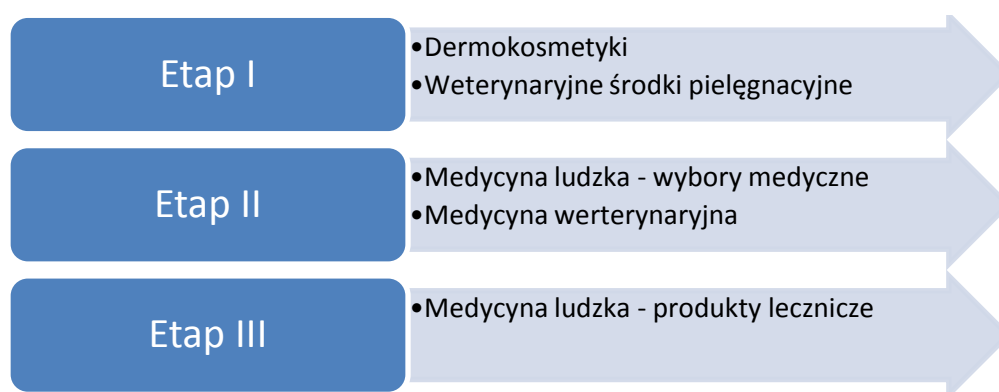 Etap I
•Dermokosmetyki
•Weterynaryjne środki pielęgnacyjne
Etap II
•Medycyna ludzka - wybory medyczne
•Medycyna werterynaryjna
Etap III
•Medycyna ludzka - produkty lecznicze